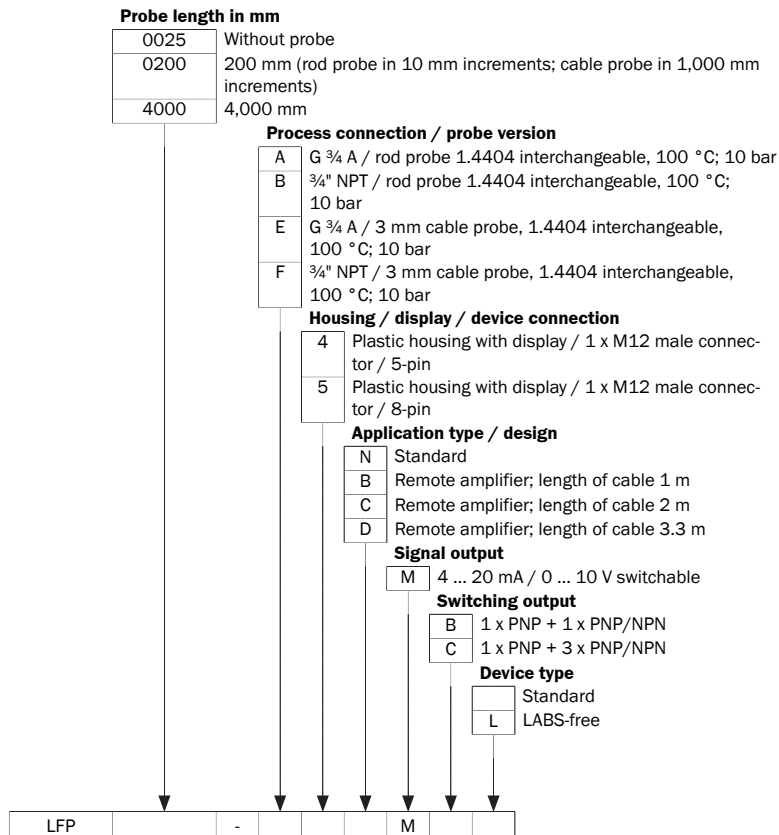 Probe length in mm
0025 Without probe
0200 200 mm (rod probe in 10 mm increments; cable probe in 1,000 mm
increments)
4000 4,000 mm
Process connection / probe version
A G ¾ A / rod probe 1.4404 interchangeable, 100 °C; 10 bar
B ¾" NPT / rod probe 1.4404 interchangeable, 100 °C;
10 bar
E G ¾ A / 3 mm cable probe, 1.4404 interchangeable,
100 °C; 10 bar
F ¾" NPT / 3 mm cable probe, 1.4404 interchangeable,
100 °C; 10 bar
Housing / display / device connection
4 Plastic housing with display / 1 x M12 male connec-
tor / 5-pin
5 Plastic housing with display / 1 x M12 male connec-
tor / 8-pin
Application type / design
N Standard
B Remote amplifier; length of cable 1 m
C Remote amplifier; length of cable 2 m
D Remote amplifier; length of cable 3.3 m
Signal output
M 4 ... 20 mA / 0 ... 10 V switchable
Switching output
B 1 x PNP + 1 x PNP/NPN
C 1 x PNP + 3 x PNP/NPN
Device type
Standard
L LABS-free
LFP - M